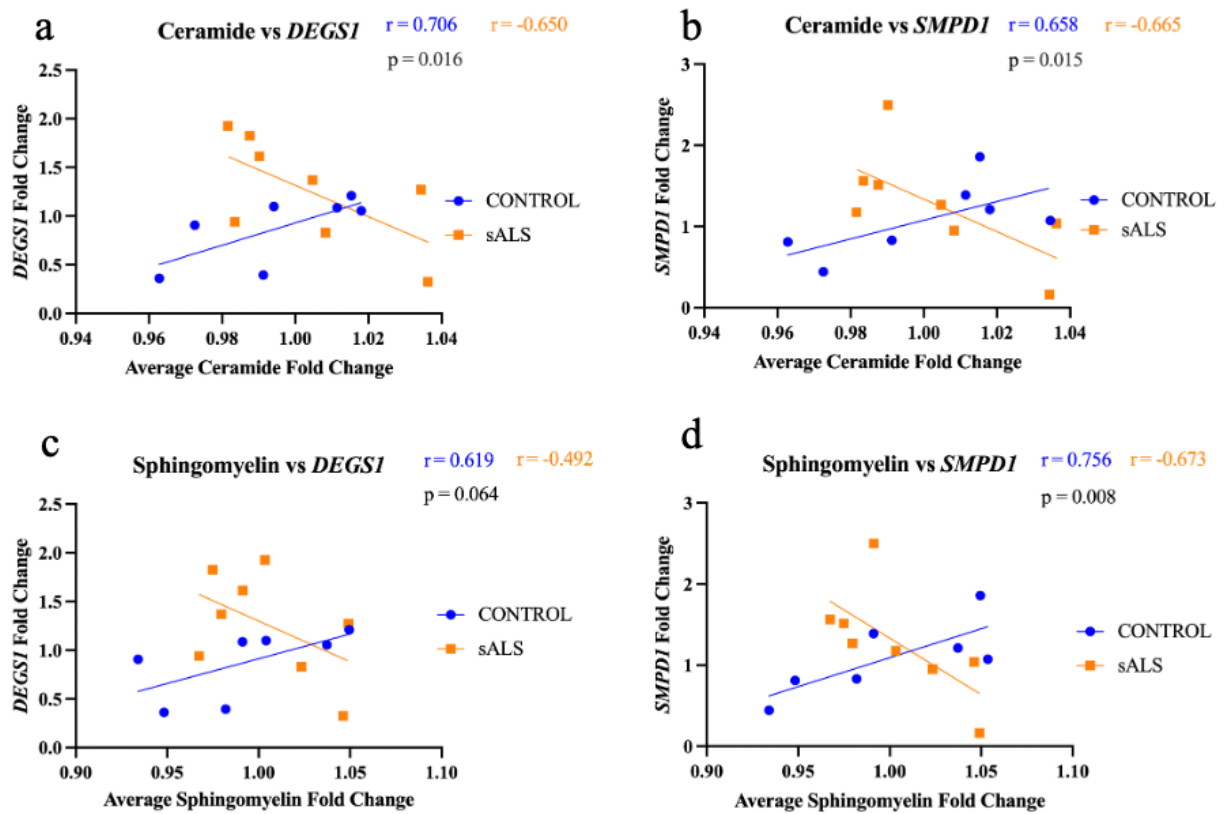 a
Ceramide vs DEGS1
r = 0.706
r = -0.650
p = 0.016
2.5
2.0
1.5
1.0
0.5
0.0
DEGS1 Fold Change
0.94 0.96 0.98 1.00 1.02 1.04
Average Ceramide Fold Change
CONTROL
sALS
b
Ceramide vs SMPD1
r = 0.658
r = -0.665
p = 0.015
3
2
1
0
SMPD1 Fold Change
0.94 0.96 0.98 1.00 1.02 1.04
Average Ceramide Fold Change
CONTROL
sALS
c
Sphingomyelin vs DEGS1
r = 0.619
r = -0.492
p = 0.064
2.5
2.0
1.5
1.0
0.5
0.0
DEGS1 Fold Change
0.90 0.95 1.00 1.05 1.10
Average Sphingomyelin Fold Change
CONTROL
sALS
d
Sphingomyelin vs SMPD1
r = 0.756
r = -0.673
p = 0.008
3
2
1
0
SMPD1 Fold Change
0.90 0.95 1.00 1.05 1.10
Average Sphingomyelin Fold Change
CONTROL
sALS